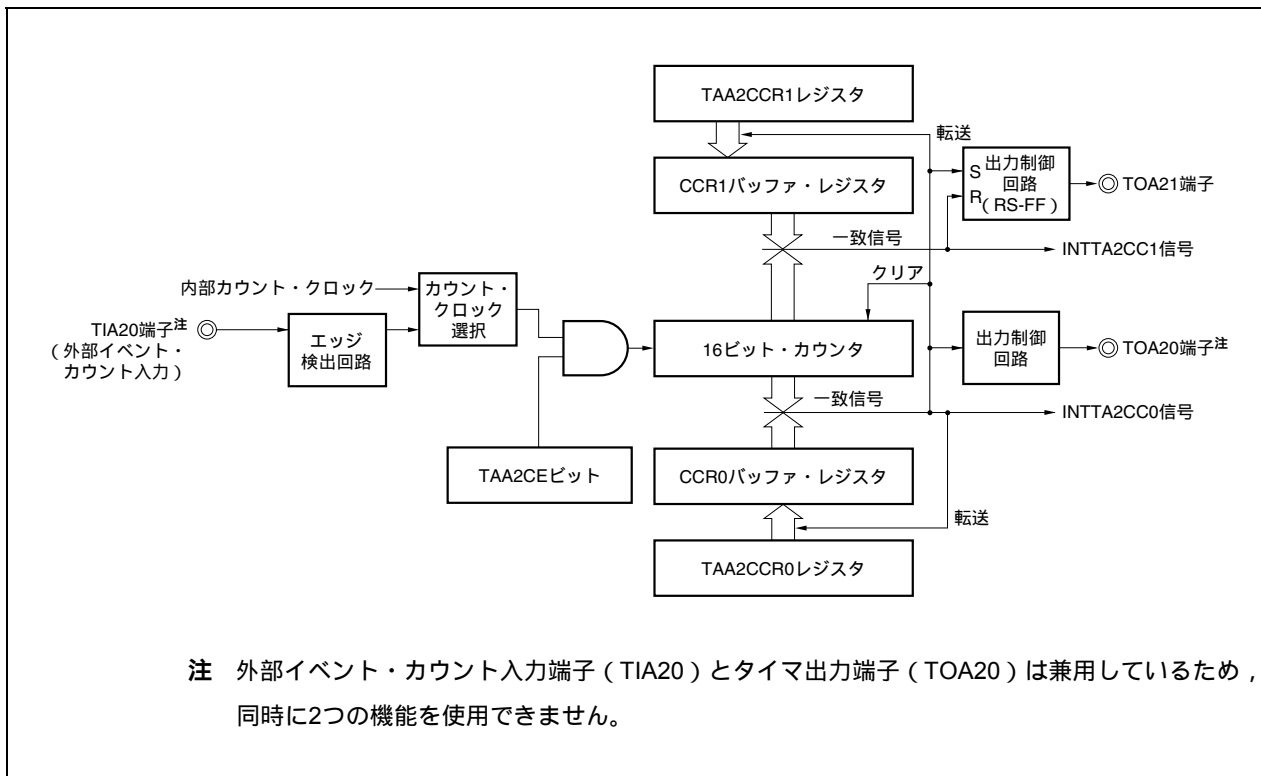 TAA2CCR1レジスタ
転送
CCR1バッファ・レジスタ
S
R
出力制御
回路
(RS-FF)
TOA21端子
一致信号
INTTA2CC1信号
クリア
内部カウント・クロック
カウント・
クロック
選択
TIA20端子注
(外部イベント・
カウント入力)
エッジ
検出回路
16ビット・カウンタ
出力制御
回路
TOA20端子注
一致信号
INTTA2CC0信号
TAA2CEビット
CCR0バッファ・レジスタ
転送
TAA2CCR0レジスタ
注 外部イベント・カウント入力端子(TIA20)とタイマ出力端子(TOA20)は兼用しているため,
同時に2つの機能を使用できません。